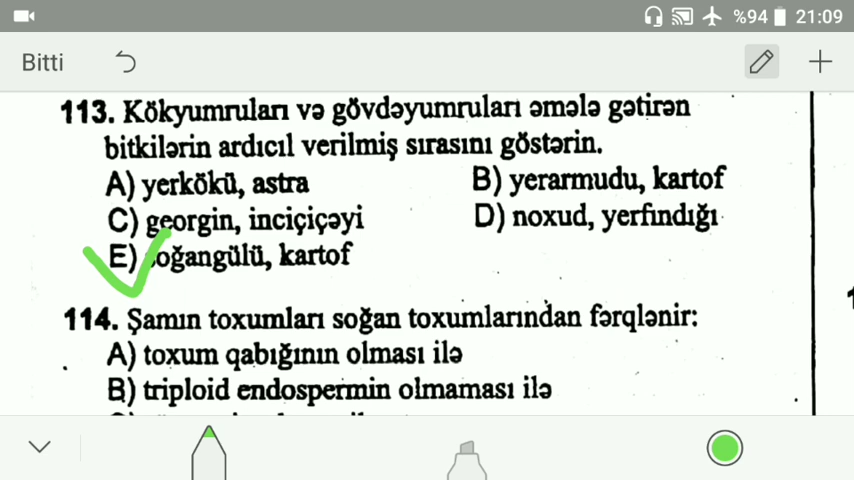 %94 21:09
Bitti
113. Kökyumruları və gövdəyumruları əmələ gətirən
bitkilərin ardıcıl verilmiş sırasını göstərin.
A) yerkökü, astra
B) yerarmudu, kartof
C) georgin, inciçiçəyi
D) noxud, yerfındığı
E) soğangülü, kartof
114. Şamın toxumları soğan toxumlarından fərqlənir:
A) toxum qabığının olması ilə
B) triploid endospermin olmaması ilə